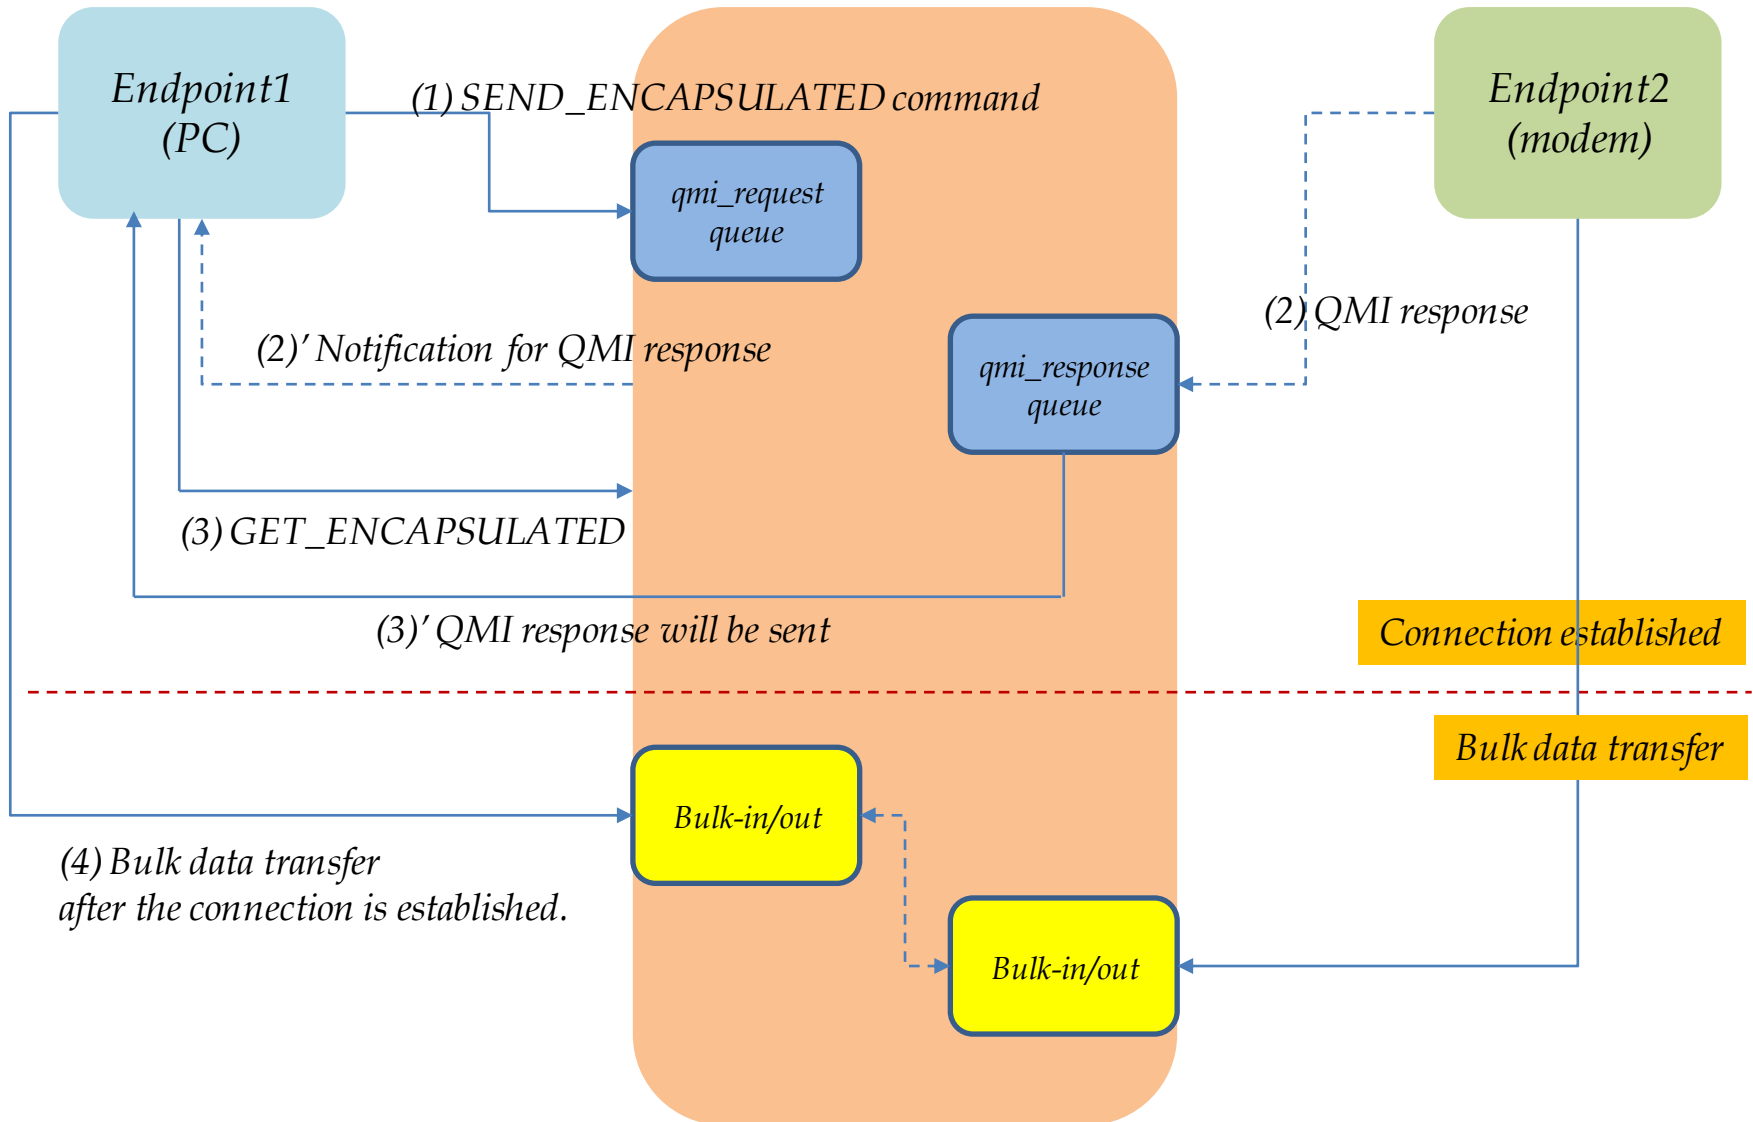 Endpoint1
(PC)
(1) SEND_ENCAPSULATED command
Endpoint2
(modem)
qmi_request
queue
(2) QMI response
(2)’ Notification for QMI response
qmi_response
queue
(3) GET_ENCAPSULATED
(3)’ QMI response will be sent
Connection established
Bulk data transfer
Bulk-in/out
(4) Bulk data transfer
after the connection is established.
Bulk-in/out